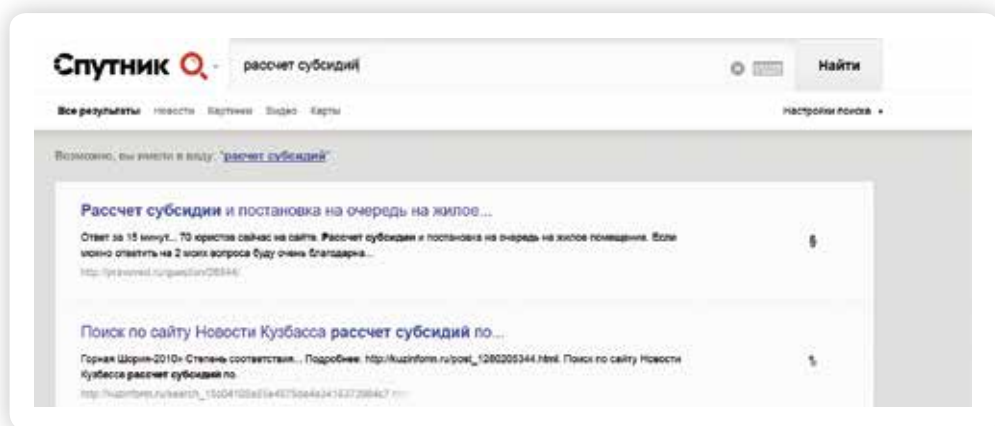 Спутник
рассчет субсидий
Найти
Все результаты новости Картинки Видео Карты
Настройки поиска
Возможно, вы имели в виду: "расчет субсидий"
Рассчет субсидии и постановка на очередь на жилое...
Ответ за 15 минут... 70 юристов сейчас на сайте. Рассчет субсидии и постановка на очередь на жилое помещение. Если
можно ответить на 2 моих вопроса буду очень благодарна...
Поиск по сайту Новости Кузбасса рассчет субсидий по...
Горная Шория-2010» Степень соответствия... Подробнее: http://kuzinform.ru/post_1280205344.html. Поиск по сайту Новости
Кузбасса рассчет субсидий по.